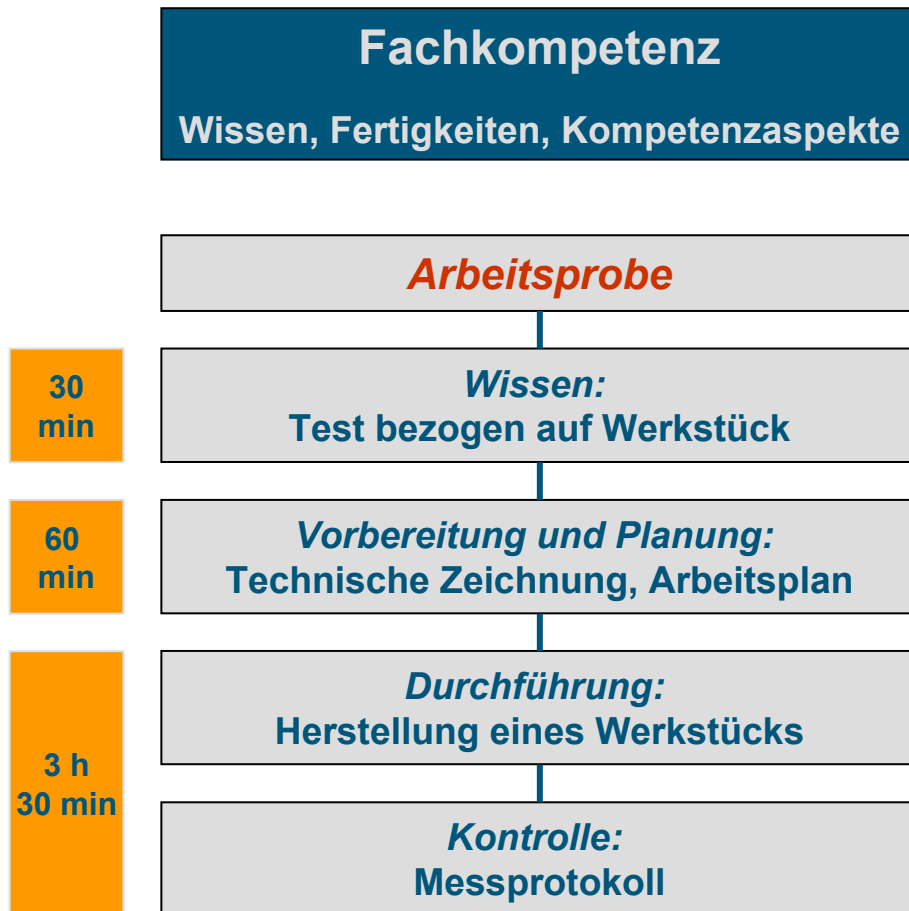 Fachkompetenz
Wissen, Fertigkeiten, Kompetenzaspekte
Arbeitsprobe
30
min
Wissen:
Test bezogen auf Werkstück
60
min
Vorbereitung und Planung:
Technische Zeichnung, Arbeitsplan
3 h
30 min
Durchführung:
Herstellung eines Werkstücks
Kontrolle:
Messprotokoll